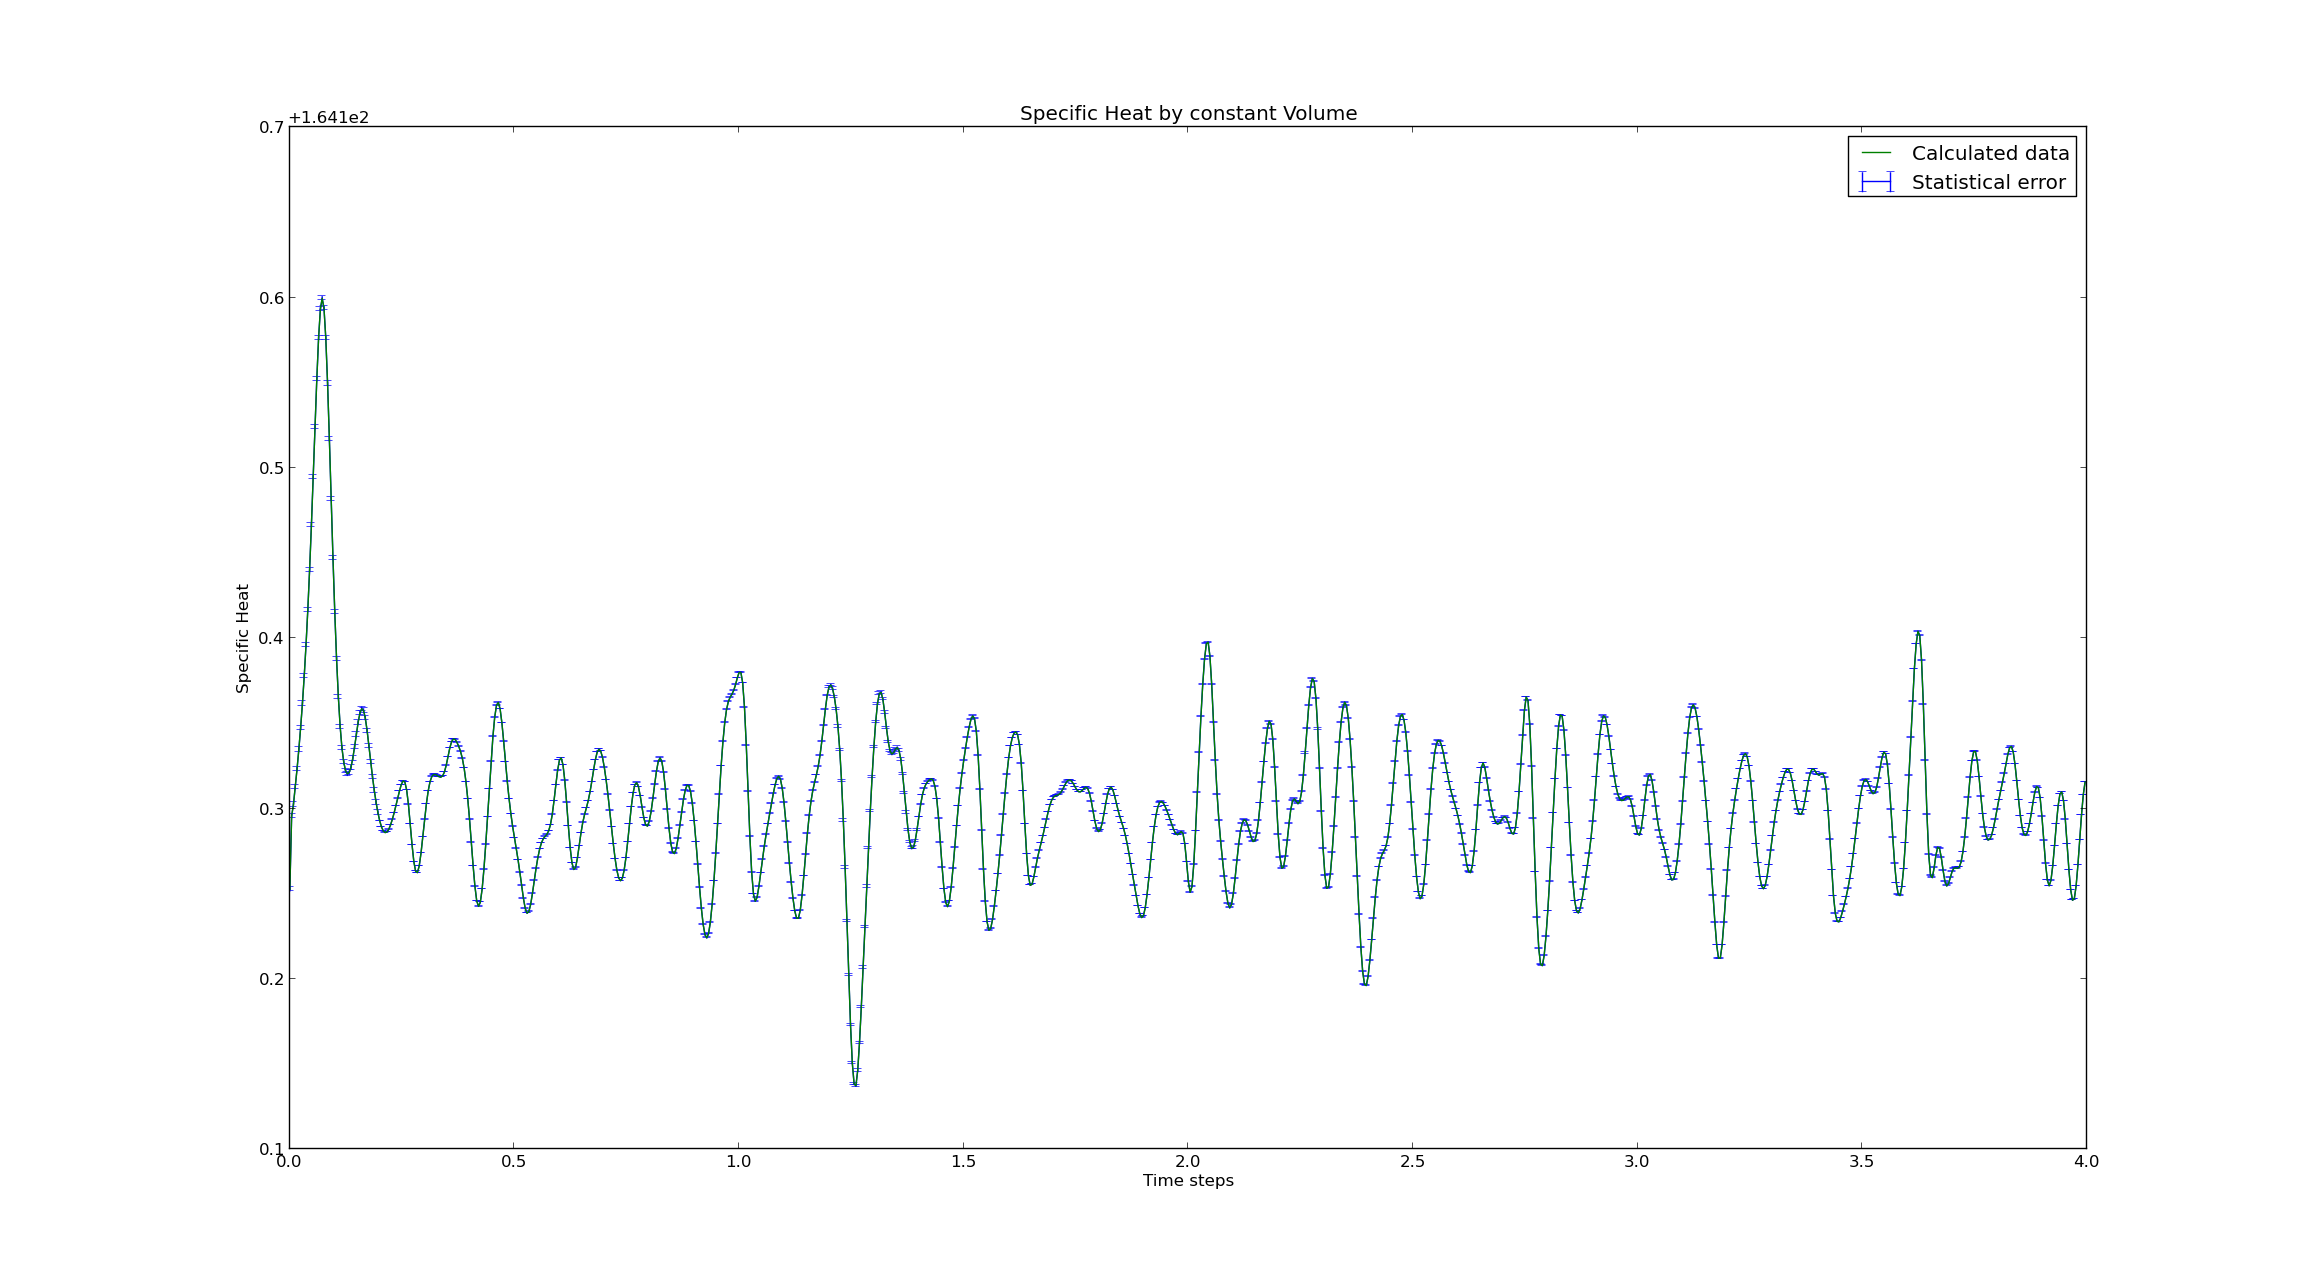 Specific Heat by constant Volume
+1.641e2
0.7
0.6
0.5
0.4
0.3
0.2
0.1
Specific Heat
Calculated data
Statistical error
0.0 0.5 1.0 1.5 2.0 2.5 3.0 3.5 4.0
Time steps